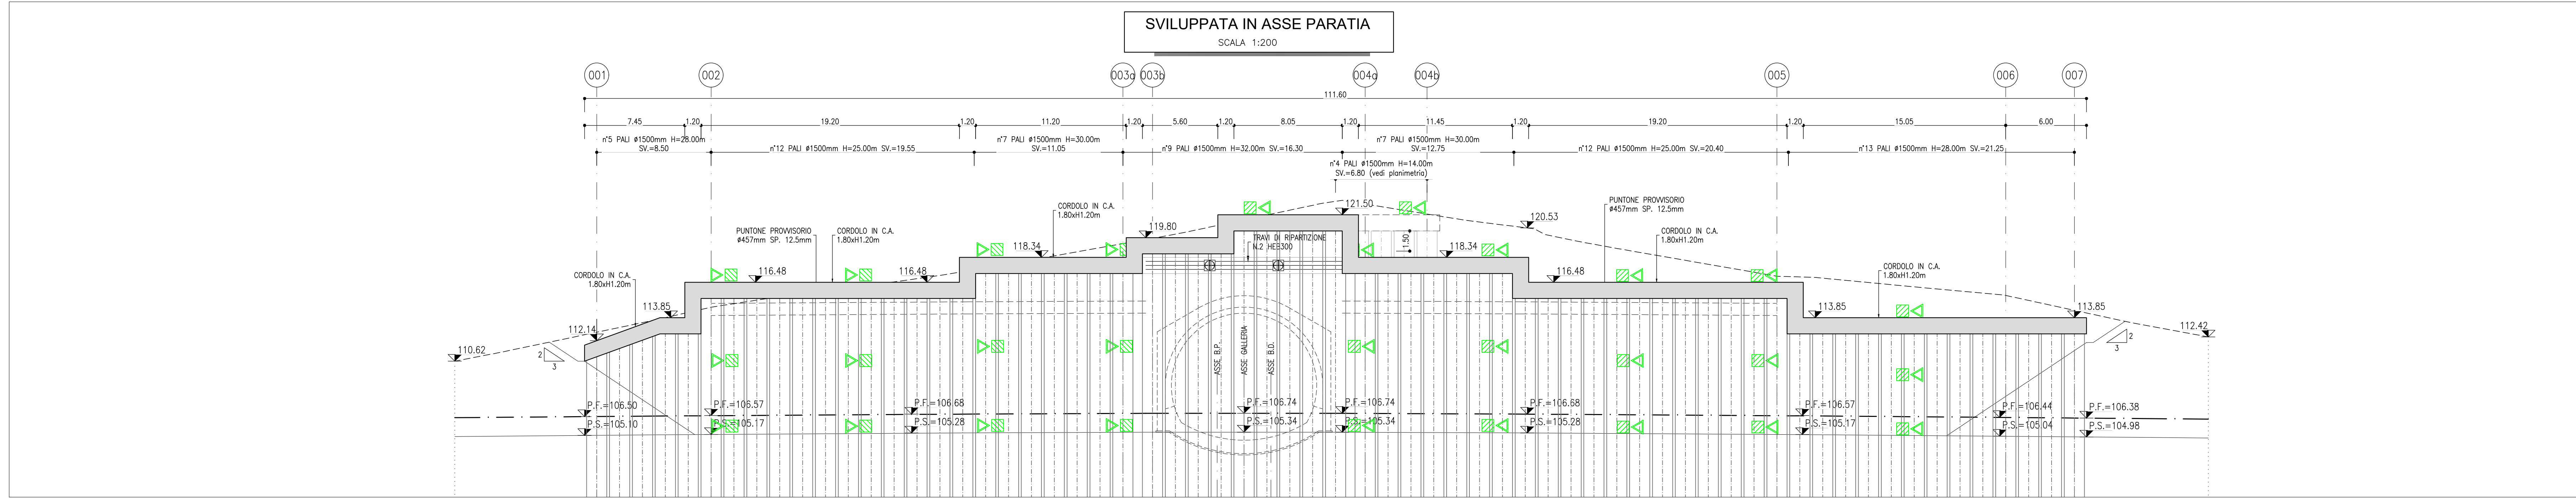 SVILUPPATA IN ASSE PARATIA
SCALA 1:200
001
002
003a
003b
004a
004b
005
006
007
111.60
7.45
1.20
19.20
1.20
11.20
1.20
5.60
1.20
8.05
1.20
11.45
1.20
19.20
1.20
15.05
6.00
n°5 PALI ø1500mm H=28.00m
SV.=8.50
n°12 PALI ø1500mm H=25.00m SV.=19.55
n°7 PALI ø1500mm H=30.00m
SV.=11.05
n°9 PALI ø1500mm H=32.00m SV.=16.30
n°7 PALI ø1500mm H=30.00m
SV.=12.75
n°12 PALI ø1500mm H=25.00m SV.=20.40
n°13 PALI ø1500mm H=28.00m SV.=21.25
n°4 PALI ø1500mm H=14.00m
SV.=6.80 (vedi planimetria)
PUNTONE PROVVISORIO
ø457mm SP. 12.5mm
CORDOLO IN C.A.
1.80xH1.20m
CORDOLO IN C.A.
1.80xH1.20m
119.80
121.50
120.53
PUNTONE PROVVISORIO
ø457mm SP. 12.5mm
CORDOLO IN C.A.
1.80xH1.20m
TRAVI DI RIPARTIZIONE
N.2 HEB300
1.50
118.34
118.34
CORDOLO IN C.A.
1.80xH1.20m
116.48
116.48
116.48
CORDOLO IN C.A.
1.80xH1.20m
113.85
113.85
113.85
112.14
112.42
110.62
2
3
2
3
ASSE B.P.
ASSE GALLERIA
ASSE B.D.
P.F.=106.50
P.S.=105.10
P.F.=106.57
P.S.=105.17
P.F.=106.68
P.S.=105.28
P.F.=106.74
P.S.=105.34
P.F.=106.74
P.S.=105.34
P.F.=106.68
P.S.=105.28
P.F.=106.57
P.S.=105.17
P.F.=106.44
P.S.=105.04
P.F.=106.38
P.S.=104.98